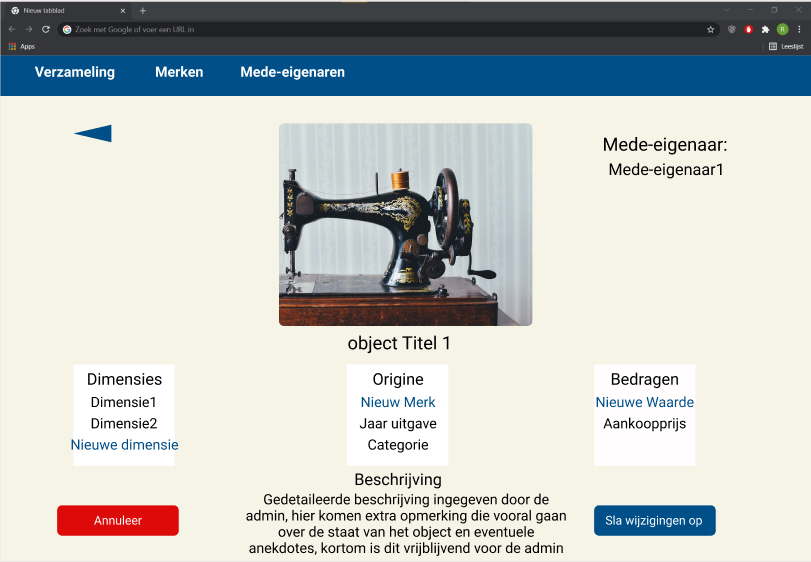 Nieuw tabblad
Zoek met Google of voer een URL in
R
Apps
Leeslijst
Verzameling
Merken
Mede-eigenaren
Mede-eigenaar:
Mede-eigenaar1
object Titel 1
Dimensies
Dimensie1
Dimensie2
Nieuwe dimensie
Origine
Nieuw Merk
Jaar uitgave
Categorie
Bedragen
Nieuwe Waarde
Aankoopprijs
Beschrijving
Gedetaileerde beschrijving ingegeven door de
admin, hier komen extra opmerking die vooral gaan
over de staat van het object en eventuele
anekdotes, kortom is dit vrijblijvend voor de admin
Annuleer
Sla wijzigingen op